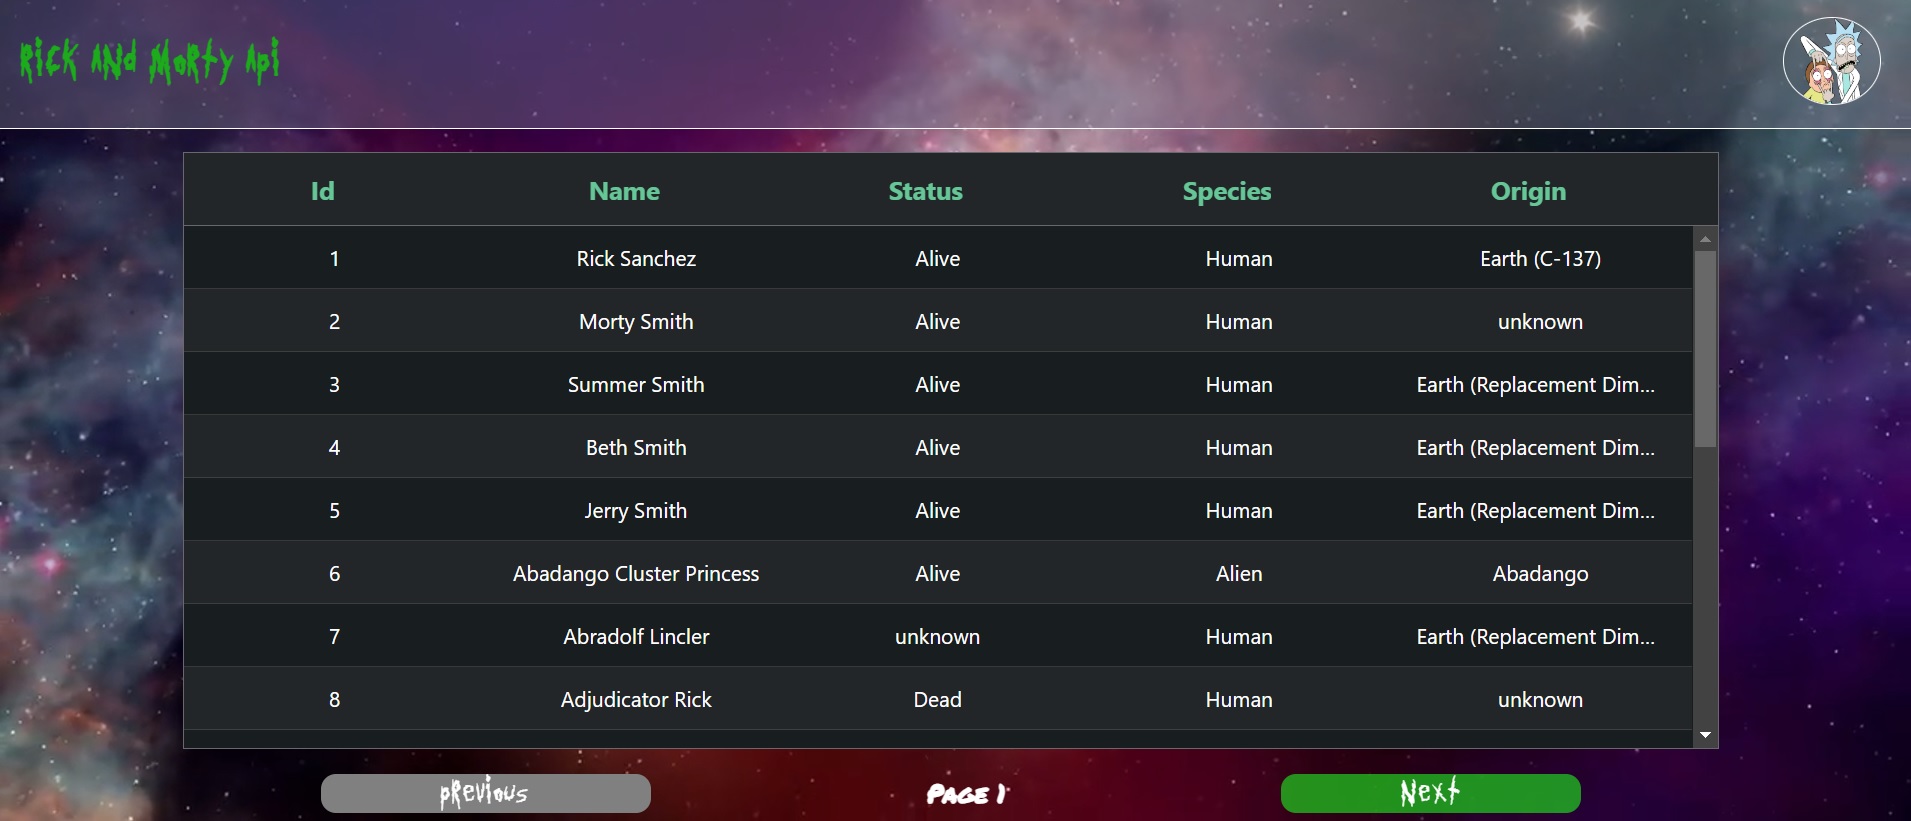 Rick and Morty Api
Id Name Status Species Origin
1 Rick Sanchez Alive Human Earth (C-137)
2 Morty Smith Alive Human unknown
3 Summer Smith Alive Human Earth (Replacement Dim...
4 Beth Smith Alive Human Earth (Replacement Dim...
5 Jerry Smith Alive Human Earth (Replacement Dim...
6 Abadango Cluster Princess Alive Alien Abadango
7 Abradolf Lincler unknown Human Earth (Replacement Dim...
8 Adjudicator Rick Dead Human unknown
previous Page 1 Next